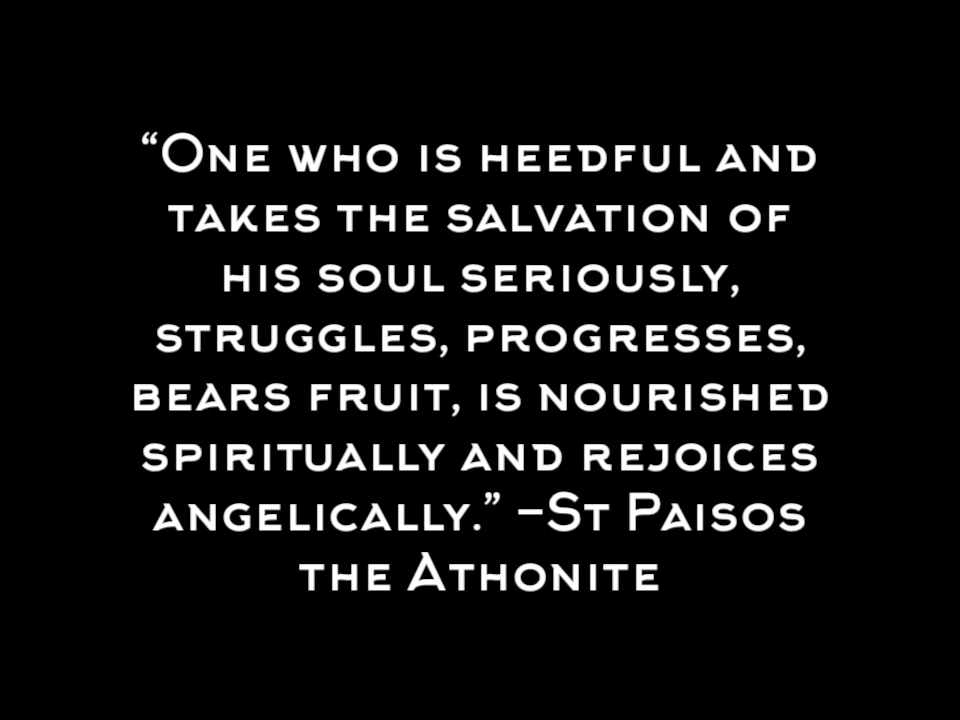 “One who is heedful and
takes the salvation of
his soul seriously,
struggles, progresses,
bears fruit, is nourished
spiritually and rejoices
angelically.” –St Paisos
the Athonite